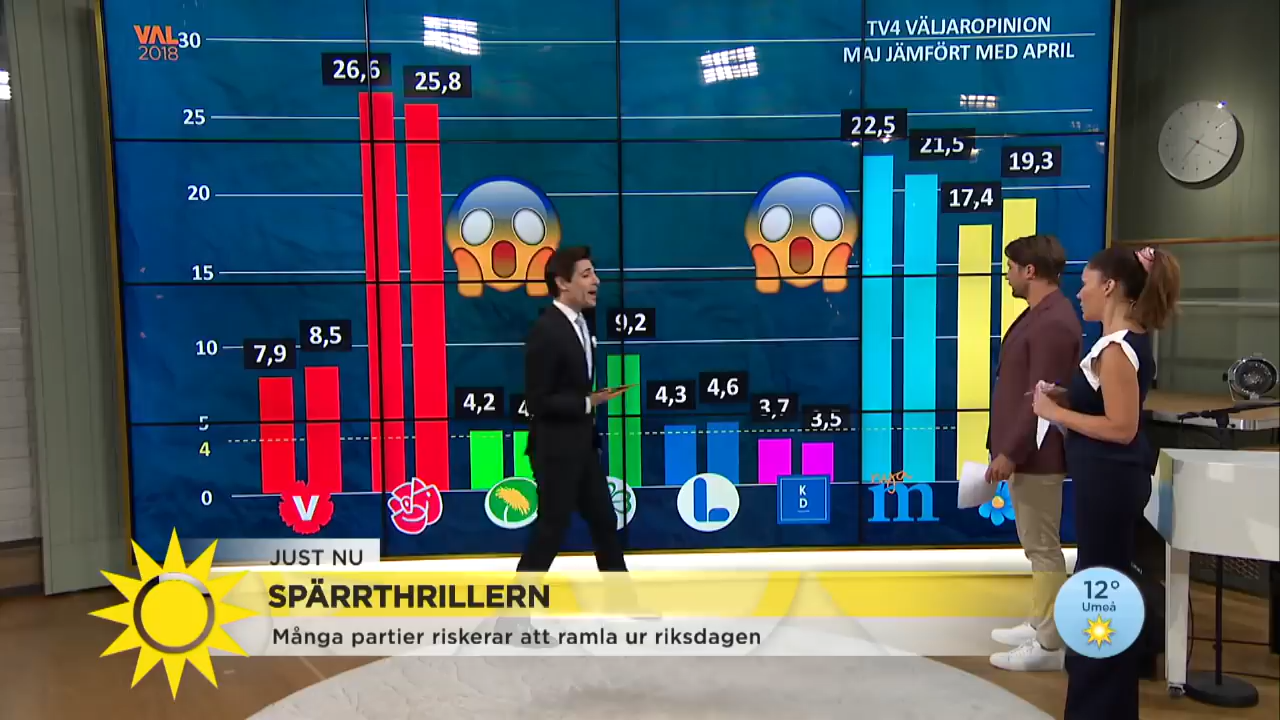 VAL
2018
TV4 VÄLJAROPINION
MAJ JÄMFÖRT MED APRIL
30
25
20
15
10
5
4
0
7,9
8,5
26,6
25,8
4,2
4,
9,2
4,3
4,6
3,7
3,5
22,5
21,5
17,4
19,3
V
L
K
D
nya
m
JUST NU
SPÄRRTHRILLERN
Många partier riskerar att ramla ur riksdagen
12°
Umeå